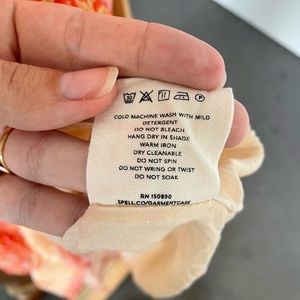 COLD MACHINE WASH WITH MILD
DETERGENT
DO NOT BLEACH
HANG DRY IN SHADE
WARM IRON
DRY CLEANABLE
DO NOT SPIN
DO NOT WRING OR TWIST
DO NOT SOAK
RN 150890
SPELL.CO/GARMENTCARE